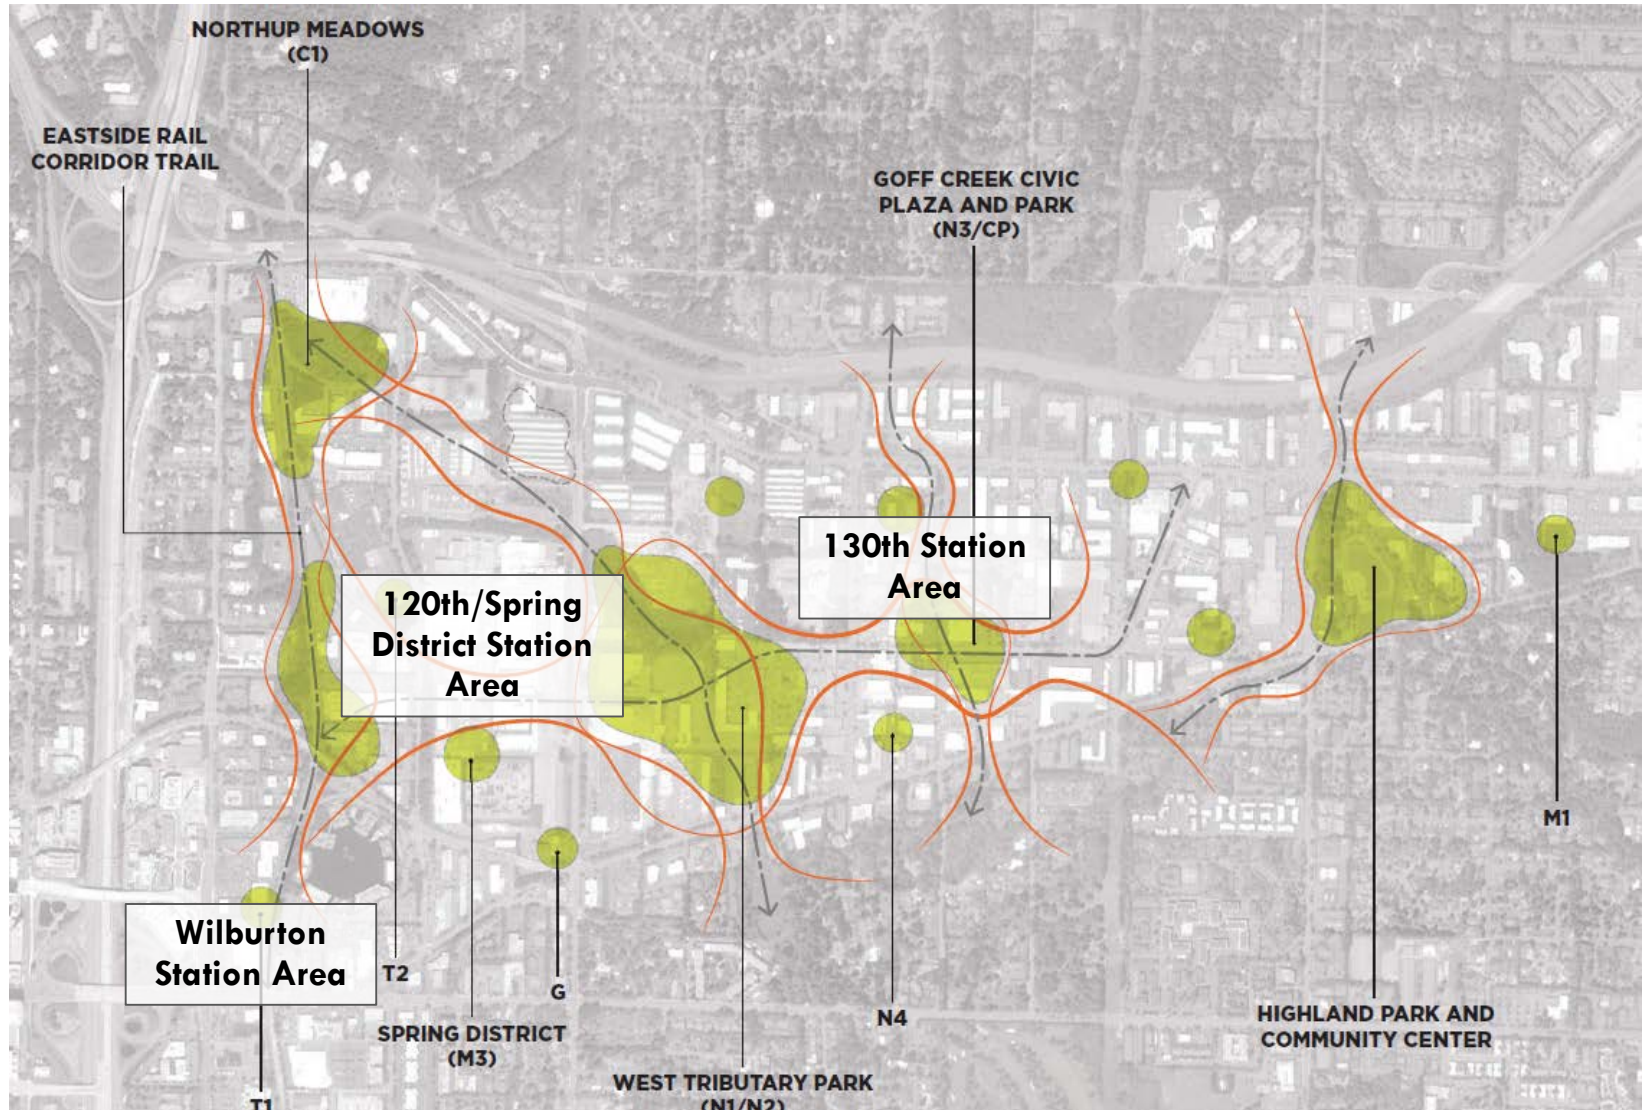 NORTHUP MEADOWS
(C1)
EASTSIDE RAIL
CORRIDOR TRAIL
GOFF CREEK CIVIC
PLAZA AND PARK
(N3/CP)
130th Station
Area
120th/Spring
District Station
Area
Wilburton
Station Area
T2
G
SPRING DISTRICT
(M3)
N4
M1
HIGHLAND PARK AND
COMMUNITY CENTER
WEST TRIBUTARY PARK
(N1/N2)
T1